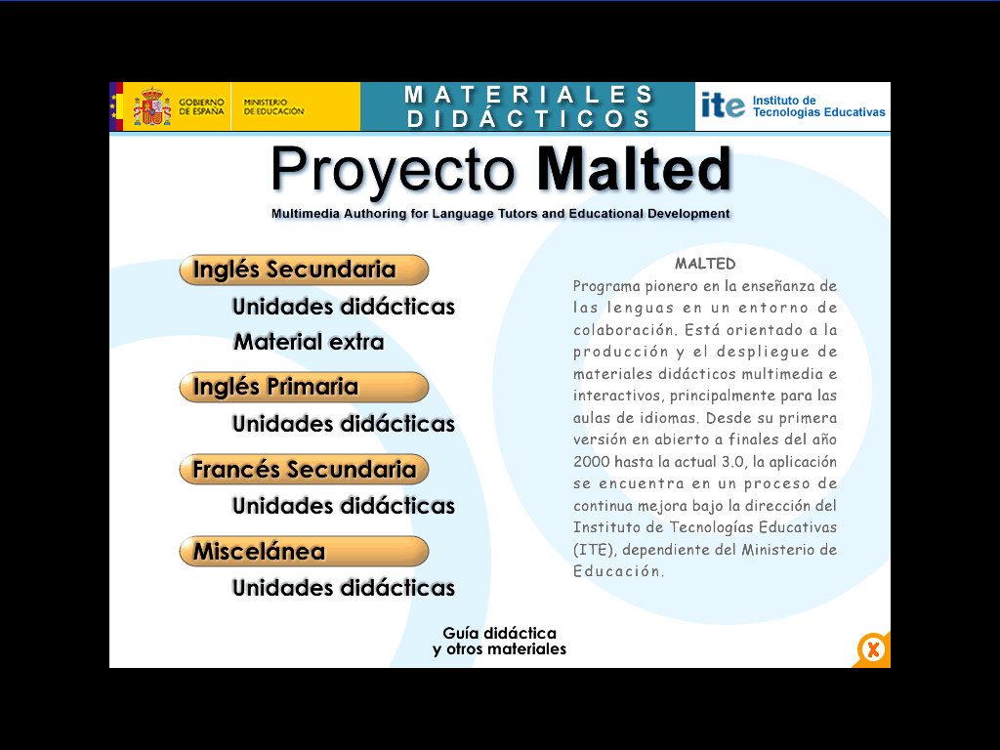 GOBIERNO
DE ESPAÑA
MINISTERIO
DE EDUCACIÓN
MATERIALES
DIDÁCTICOS
ite
Instituto de
Tecnologías Educativas
Proyecto Malted
Multimedia Authoring for Language Tutors and Educational Development
Inglés Secundaria
Unidades didácticas
Material extra
Inglés Primaria
Unidades didácticas
Francés Secundaria
Unidades didácticas
Miscelánea
Unidades didácticas
MALTED
Programa pionero en la enseñanza de
las lenguas en un entorno de
colaboración. Está orientado a la
producción y el despliegue de
materiales didácticos multimedia e
interactivos, principalmente para las
aulas de idiomas. Desde su primera
versión en abierto a finales del año
2000 hasta la actual 3.0, la aplicación
se encuentra en un proceso de
continua mejora bajo la dirección del
Instituto de Tecnologías Educativas
(ITE), dependiente del Ministerio de
Educación.
Guía didáctica
y otros materiales
X